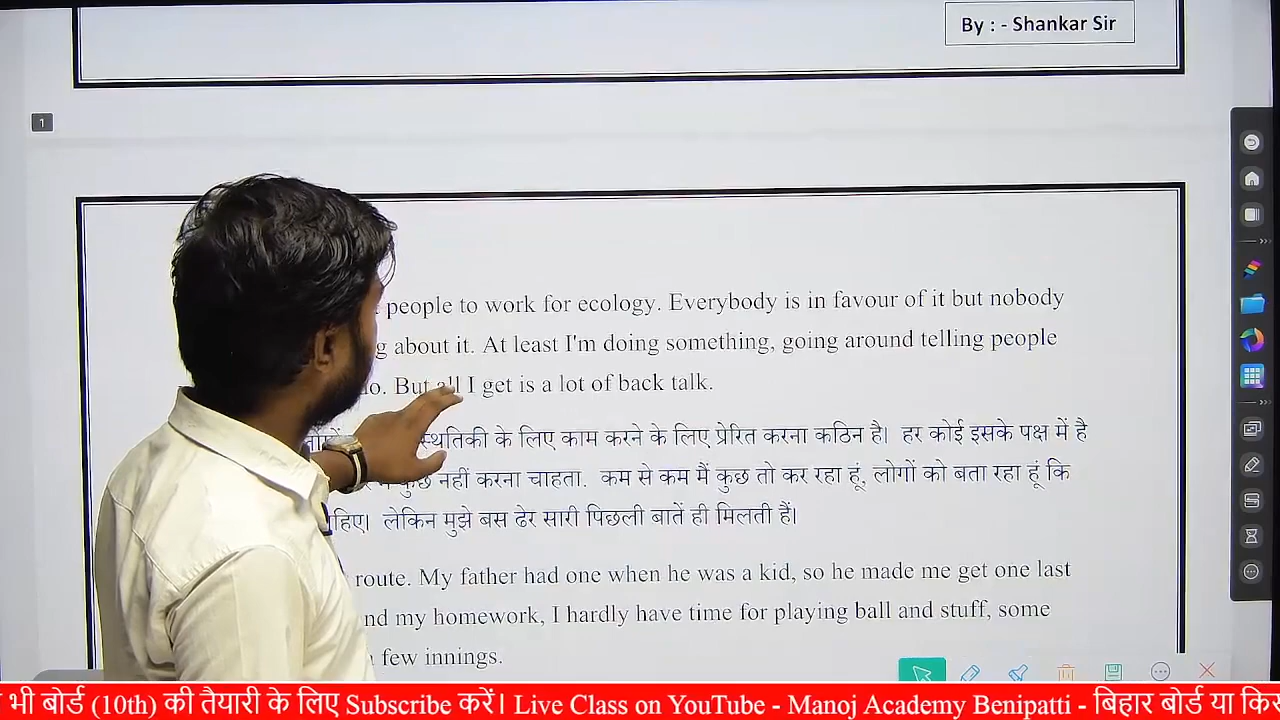 By : - Shankar Sir
1
people to work for ecology. Everybody is in favour of it but nobody
about it. At least I'm doing something, going around telling people
But all I get is a lot of back talk.
के लिए काम करने के लिए प्रेरित करना कठिन है। हर कोई इसके पक्ष में है
कुछ नहीं करना चाहता. कम से कम मैं कुछ तो कर रहा हूं, लोगों को बता रहा हूं कि
लेकिन मुझे बस ढेर सारी पिछली बातें ही मिलती हैं।
route. My father had one when he was a kid, so he made me get one last
my homework, I hardly have time for playing ball and stuff, some
few innings.
भी बोर्ड (10th) की तैयारी के लिए Subscribe करें। Live Class on YouTube - Manoj Academy Benipatti - बिहार बोर्ड या